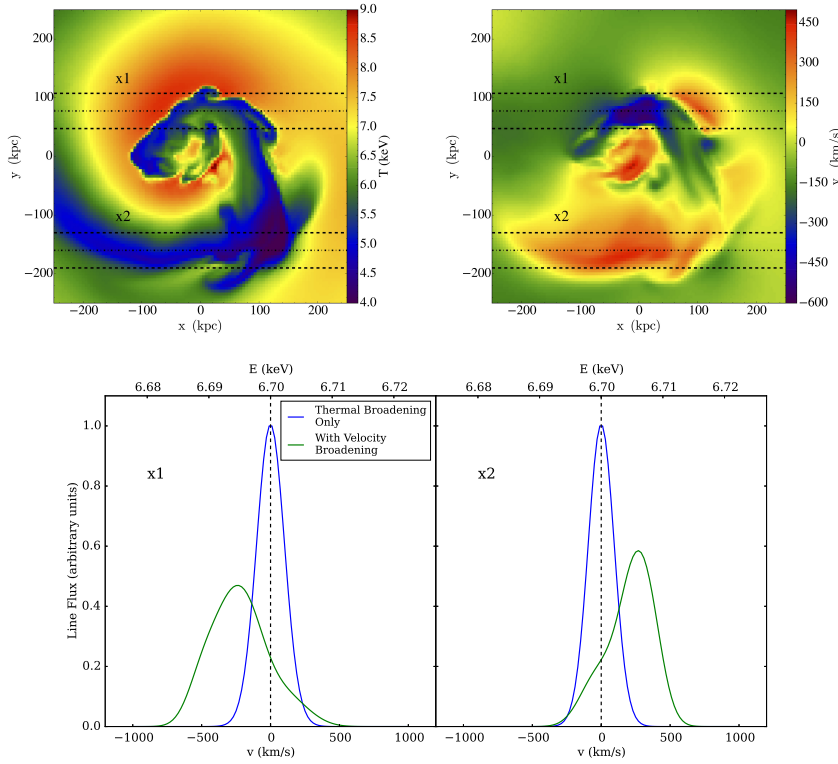 200
100
0
−100
−200
y (kpc)
−200 −100 0 100 200
x (kpc)
x1
x2
9.0
8.5
8.0
7.5
7.0
6.5
6.0
5.5
5.0
4.5
4.0
T (keV)
200
100
0
−100
−200
y (kpc)
−200 −100 0 100 200
x (kpc)
x1
x2
450
300
150
0
−150
−300
−450
−600
E (keV)
6.68 6.69 6.70 6.71 6.72
E (keV)
6.68 6.69 6.70 6.71 6.72
Thermal Broadening
Only
With Velocity
Broadening
x1
x2
Line Flux (arbitrary units)
1.0
0.8
0.6
0.4
0.2
0.0
−1000 −500 0 500 1000
v (km/s)
−1000 −500 0 500 1000
v (km/s)